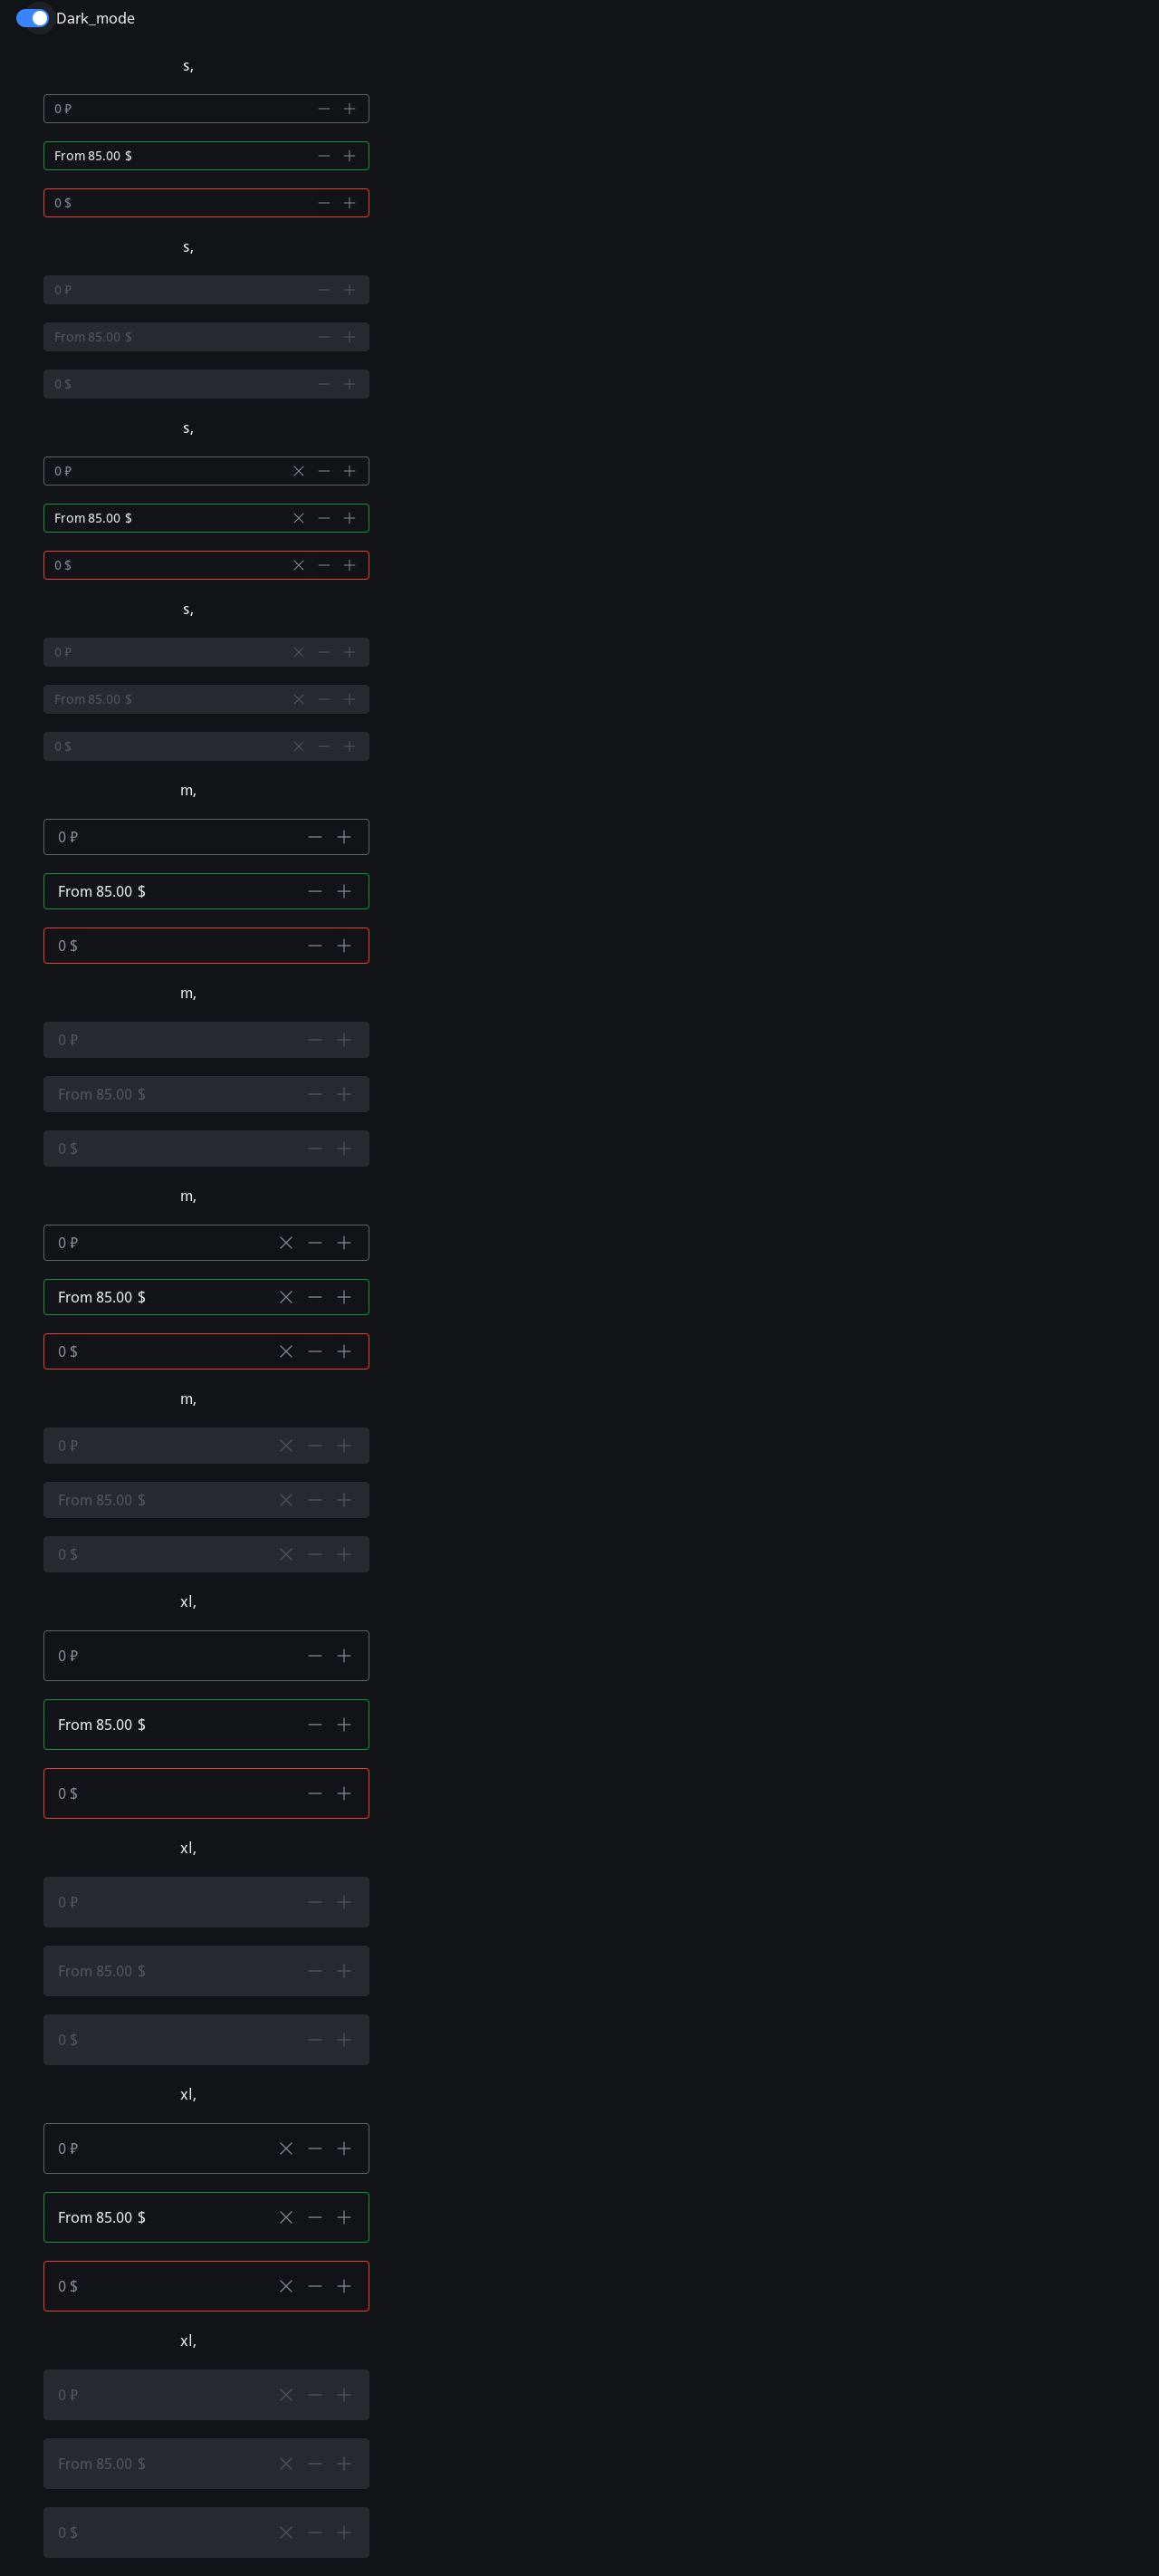 Dark_mode
s,
0 ₽
From 85.00 $
0 $
s,
0 ₽
From 85.00 $
0 $
s,
0 ₽
From 85.00 $
0 $
s,
0 ₽
From 85.00 $
0 $
m,
0 ₽
From 85.00 $
0 $
m,
0 ₽
From 85.00 $
0 $
m,
0 ₽
From 85.00 $
0 $
m,
0 ₽
From 85.00 $
0 $
xl,
0 ₽
From 85.00 $
0 $
xl,
0 ₽
From 85.00 $
0 $
xl,
0 ₽
From 85.00 $
0 $
xl,
0 ₽
From 85.00 $
0 $